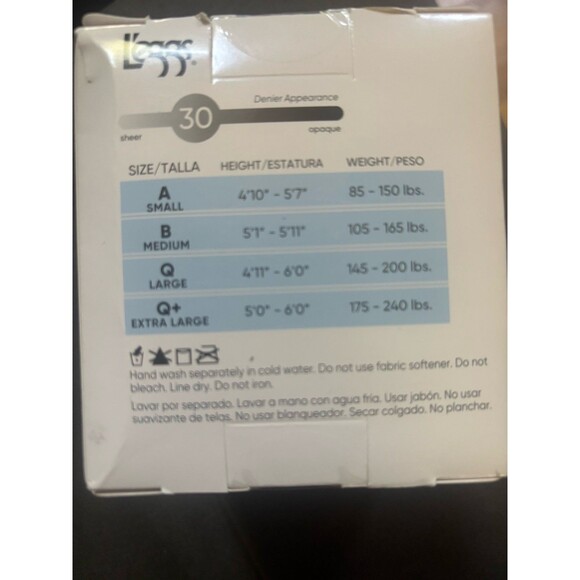 L'eggs®
Denier Appearance
30
sheer
opaque
SIZE/TALLA HEIGHT/ESTATURA WEIGHT/PESO
A
SMALL
4'10" - 5'7" 85 - 150 lbs.
B
MEDIUM
5'1" - 5'11" 105 - 165 lbs.
Q
LARGE
4'11" - 6'0" 145 - 200 lbs.
Q+
EXTRA LARGE
5'0" - 6'0" 175 - 240 lbs.
Hand wash separately in cold water. Do not use fabric softener. Do not
bleach. Line dry. Do not iron.
Lavar por separado. Lavar a mano con agua fría. Usar jabón. No usar
suavizante de telas. No usar blanqueador. Secar colgado. No planchar.